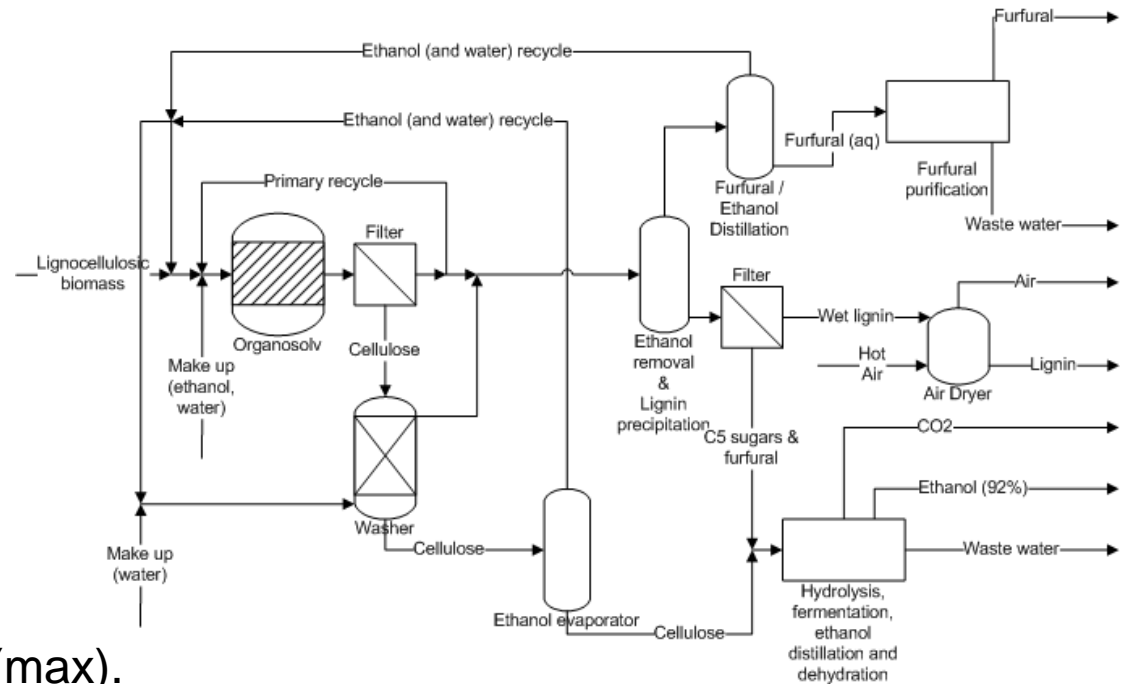 Furfural
Ethanol (and water) recycle
Ethanol (and water) recycle
Furfural (aq)
Furfural
purification
Furfural /
Ethanol
Distillation
Primary recycle
Waste water
Filter
Lignocellulosic
biomass
Filter
Air
Wet lignin
Organosolv
Ethanol
removal
&
Lignin
precipitation
Cellulose
Hot
Air
Lignin
Air Dryer
Make up
(ethanol,
water)
C5 sugars &
furfural
CO2
Ethanol (92%)
Washer
Make up
(water)
Cellulose
Waste water
Ethanol evaporator
Cellulose
Hydrolysis,
fermentation,
ethanol
distillation and
dehydration
(max).